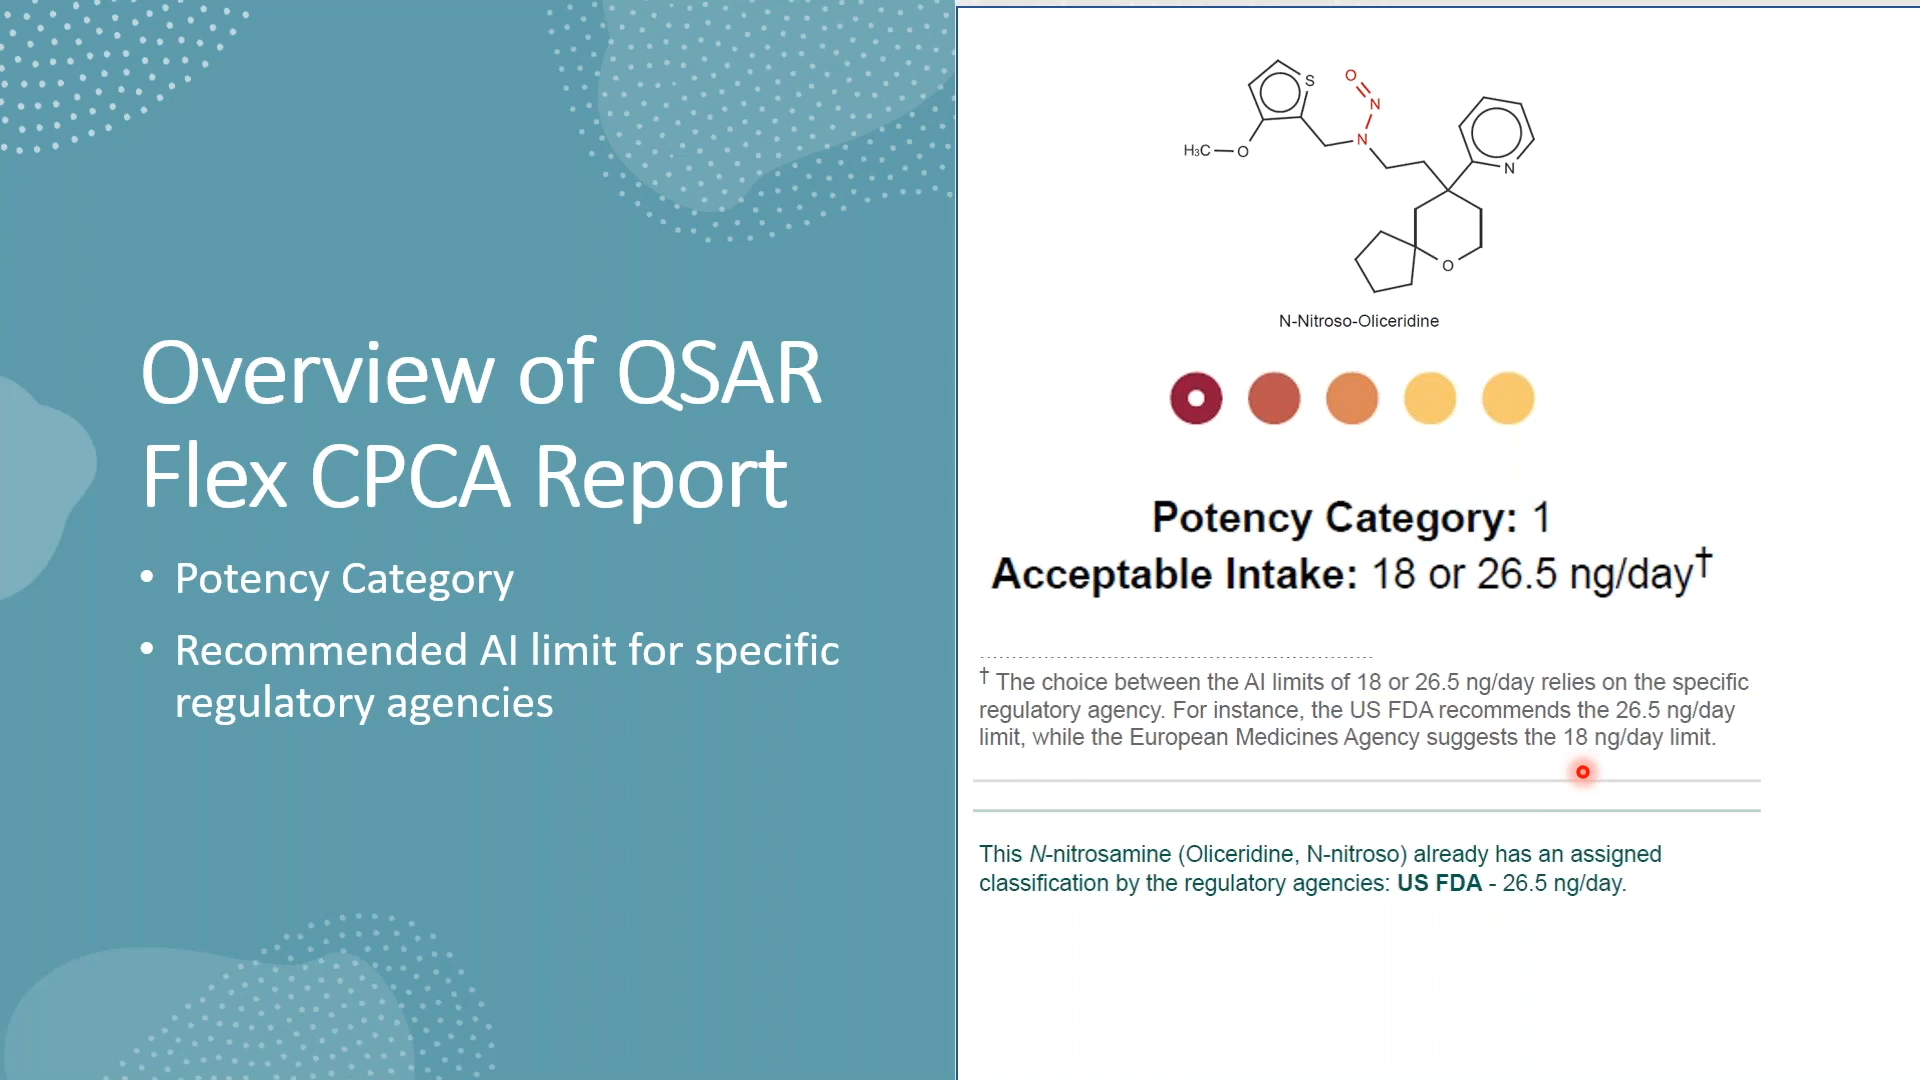 Overview of QSAR
Flex CPCA Report
• Potency Category
• Recommended AI limit for specific
regulatory agencies
S
O
N
N
H₃C
O
N
O
N-Nitroso-Oliceridine
Potency Category: 1
Acceptable Intake: 18 or 26.5 ng/day†
† The choice between the AI limits of 18 or 26.5 ng/day relies on the specific
regulatory agency. For instance, the US FDA recommends the 26.5 ng/day
limit, while the European Medicines Agency suggests the 18 ng/day limit.
This N-nitrosamine (Oliceridine, N-nitroso) already has an assigned
classification by the regulatory agencies: US FDA - 26.5 ng/day.